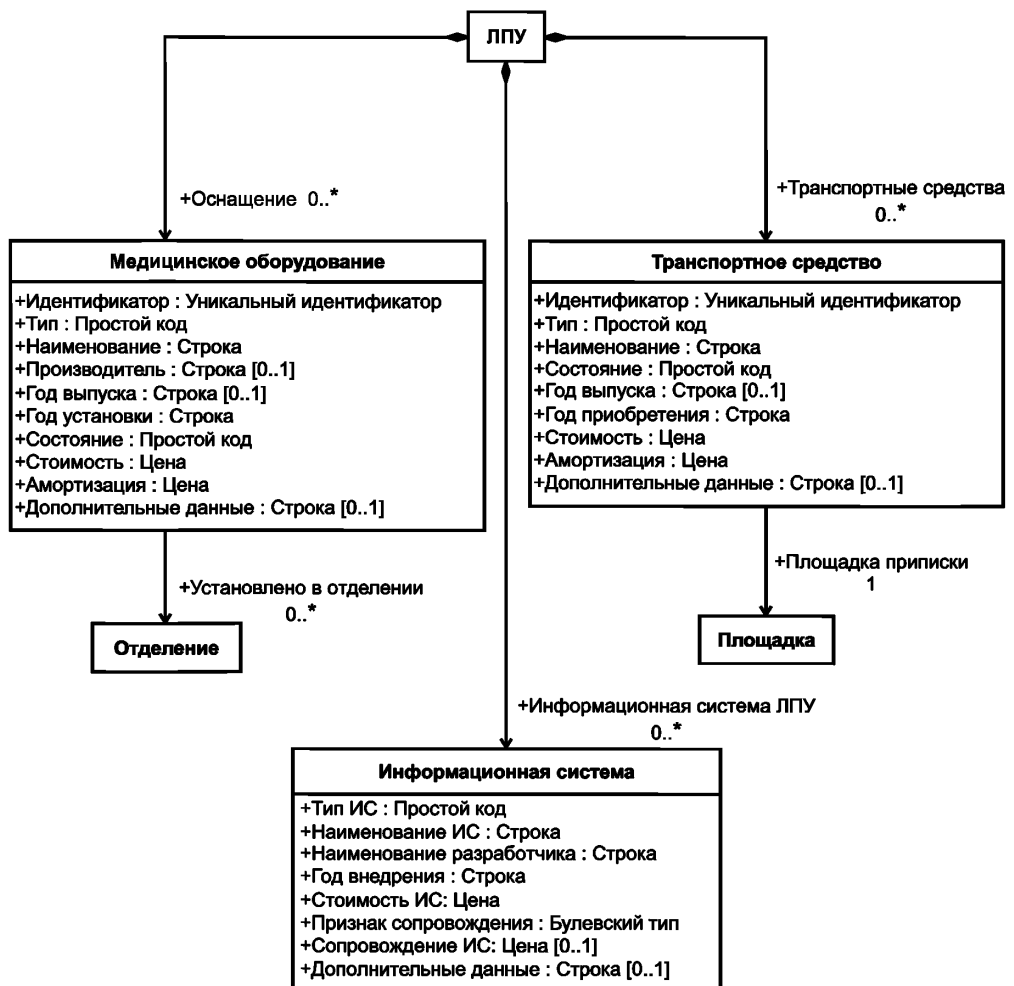 ЛПУ
+Оснащение 0..*
+Транспортные средства
0..*
Медицинское оборудование
+Идентификатор : Уникальный идентификатор
+Тип : Простой код
+Наименование : Строка
+Производитель : Строка [0..1]
+Год выпуска : Строка [0..1]
+Год установки : Строка
+Состояние : Простой код
+Стоимость : Цена
+Амортизация : Цена
+Дополнительные данные : Строка [0..1]
Транспортное средство
+Идентификатор : Уникальный идентификатор
+Тип : Простой код
+Наименование : Строка
+Состояние : Простой код
+Год выпуска : Строка [0..1]
+Год приобретения : Строка
+Стоимость : Цена
+Амортизация : Цена
+Дополнительные данные : Строка [0..1]
+Установлено в отделении
0..*
Отделение
+Площадка приписки
1
Площадка
+Информационная система ЛПУ
0..*
Информационная система
+Тип ИС : Простой код
+Наименование ИС : Строка
+Наименование разработчика : Строка
+Год внедрения : Строка
+Стоимость ИС: Цена
+Признак сопровождения : Булевский тип
+Сопровождение ИС: Цена [0..1]
+Дополнительные данные : Строка [0..1]